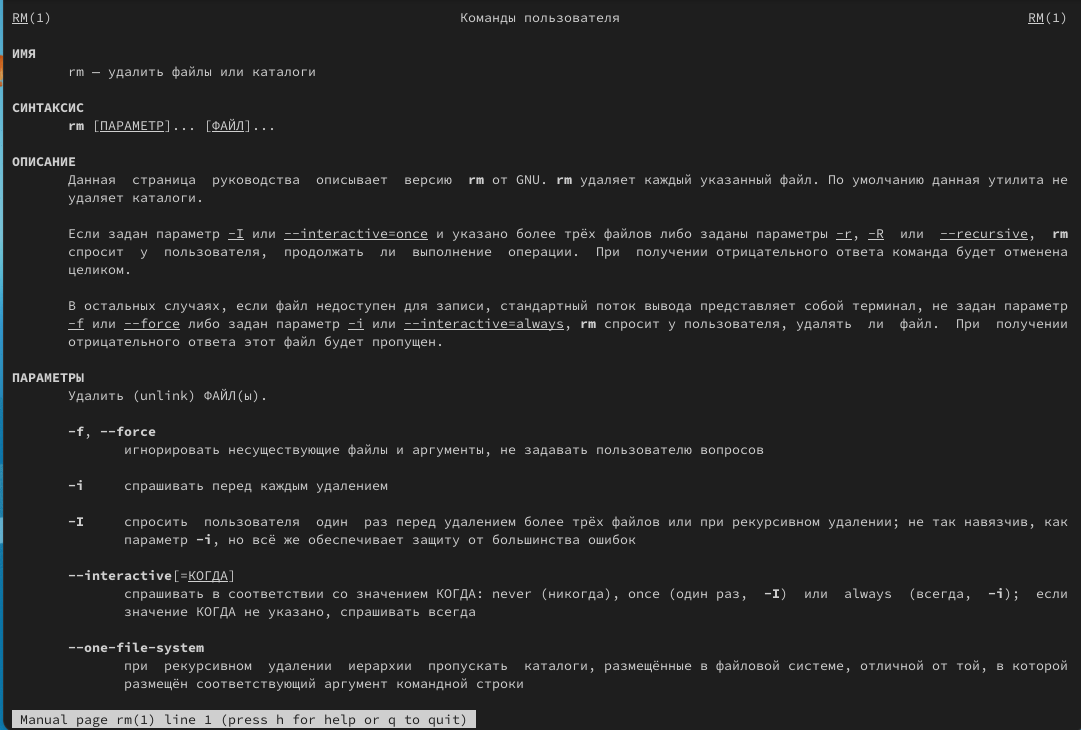 RM(1) Команды пользователя RM(1)
ИМЯ
rm — удалить файлы или каталоги
СИНТАКСИС
rm [ПАРАМЕТР]... [ФАЙЛ]...
ОПИСАНИЕ
Данная страница руководства описывает версию rm от GNU. rm удаляет каждый указанный файл. По умолчанию данная утилита не
удаляет каталоги.
Если задан параметр -I или --interactive=once и указано более трёх файлов либо заданы параметры -r, -R или --recursive, rm
спросит у пользователя, продолжать ли выполнение операции. При получении отрицательного ответа команда будет отменена
целиком.
В остальных случаях, если файл недоступен для записи, стандартный поток вывода представляет собой терминал, не задан параметр
-f или --force либо задан параметр -i или --interactive=always, rm спросит у пользователя, удалять ли файл. При получении
отрицательного ответа этот файл будет пропущен.
ПАРАМЕТРЫ
Удалить (unlink) ФАЙЛ(ы).
-f, --force
игнорировать несуществующие файлы и аргументы, не задавать пользователю вопросов
-i спрашивать перед каждым удалением
-I спросить пользователя один раз перед удалением более трёх файлов или при рекурсивном удалении; не так навязчив, как
параметр -i, но всё же обеспечивает защиту от большинства ошибок
--interactive[=КОГДА]
спрашивать в соответствии со значением КОГДА: never (никогда), once (один раз, -I) или always (всегда, -i); если
значение КОГДА не указано, спрашивать всегда
--one-file-system
при рекурсивном удалении иерархии пропускать каталоги, размещённые в файловой системе, отличной от той, в которой
размещён соответствующий аргумент командной строки
Manual page rm(1) line 1 (press h for help or q to quit)